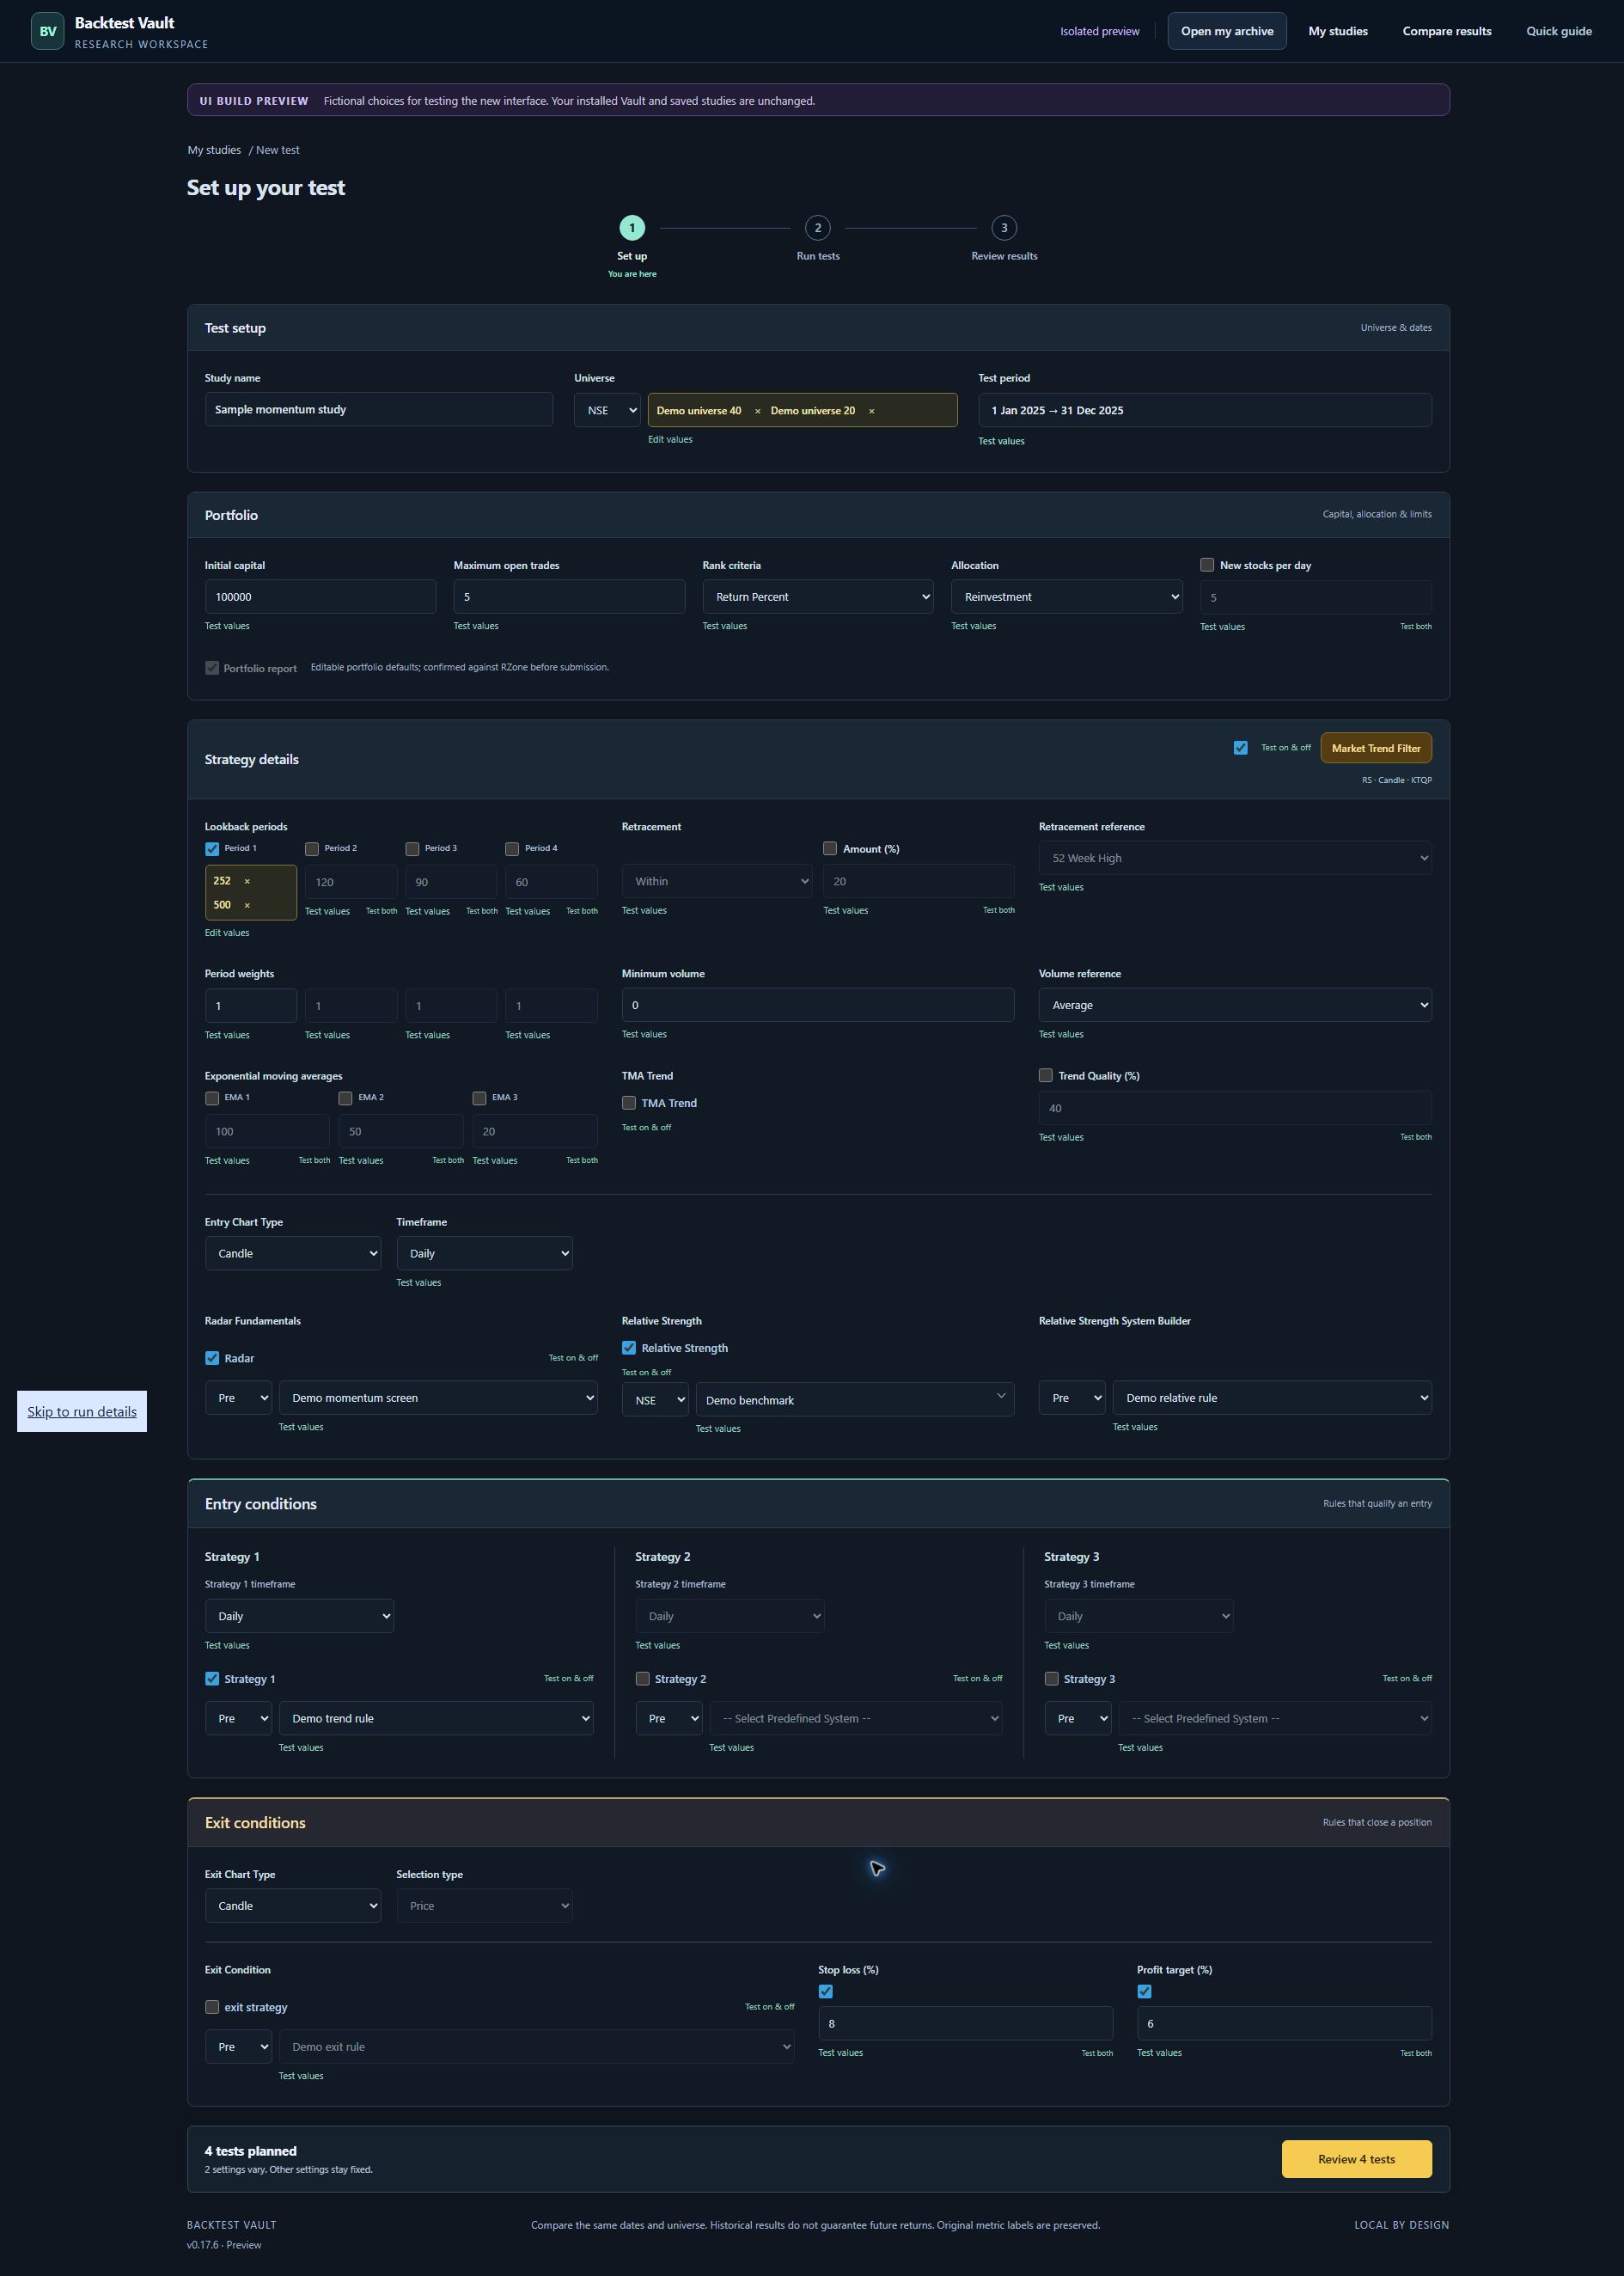 BV
Backtest Vault
RESEARCH WORKSPACE
Isolated preview
Open my archive
My studies
Compare results
Quick guide
UI BUILD PREVIEW Fictional choices for testing the new interface. Your installed Vault and saved studies are unchanged.
My studies / New test
Set up your test
1 2 3
Set up Run tests Review results
You are here
Test setup Universe & dates
Study name Universe Test period
Sample momentum study NSE Demo universe 40 × Demo universe 20 × 1 Jan 2025 → 31 Dec 2025
Edit values Test values
Portfolio Capital, allocation & limits
Initial capital Maximum open trades Rank criteria Allocation New stocks per day
100000 5 Return Percent Reinvestment 5
Test values Test values Test values Test values Test values Test both
Portfolio report Editable portfolio defaults; confirmed against RZone before submission.
Strategy details Test on & off Market Trend Filter
RS · Candle · KTQP
Lookback periods Retracement Retracement reference
Period 1 Period 2 Period 3 Period 4 Amount (%)
252 × 120 90 60 Within 20 52 Week High
500 ×
Test values Test both Test values Test both Test values Test both Test values Test values Test both Test values
Edit values
Period weights Minimum volume Volume reference
1 1 1 1 0 Average
Test values Test values Test values Test values Test values Test values
Exponential moving averages TMA Trend Trend Quality (%)
EMA 1 EMA 2 EMA 3 TMA Trend
100 50 20 Test on & off 40
Test values Test both Test values Test both Test values Test both Test values Test both
Entry Chart Type Timeframe
Candle Daily
Test values
Radar Fundamentals Relative Strength Relative Strength System Builder
Radar Test on & off Relative Strength
Test on & off
Pre Demo momentum screen NSE Demo benchmark Pre Demo relative rule
Test values Test values Test values
Skip to run details
Entry conditions Rules that qualify an entry
Strategy 1 Strategy 2 Strategy 3
Strategy 1 timeframe Strategy 2 timeframe Strategy 3 timeframe
Daily Daily Daily
Test values Test values Test values
Strategy 1 Test on & off Strategy 2 Test on & off Strategy 3 Test on & off
Pre Demo trend rule Pre -- Select Predefined System -- Pre -- Select Predefined System --
Test values Test values Test values
Exit conditions Rules that close a position
Exit Chart Type Selection type
Candle Price
Exit Condition Stop loss (%) Profit target (%)
exit strategy Test on & off
Pre Demo exit rule 8 6
Test values Test values Test both Test values Test both
4 tests planned
2 settings vary. Other settings stay fixed.
Review 4 tests
BACKTEST VAULT Compare the same dates and universe. Historical results do not guarantee future returns. Original metric labels are preserved. LOCAL BY DESIGN
v0.17.6 · Preview